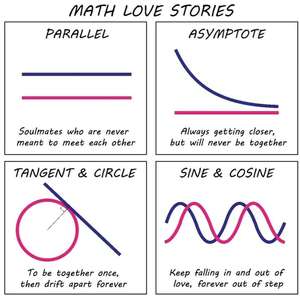 MATH LOVE STORIES
PARALLEL
Soulmates who are never
meant to meet each other
ASYMPTOTE
Always getting closer,
but will never be together
TANGENT & CIRCLE
To be together once,
then drift apart forever
SINE & COSINE
Keep falling in and out of
love, forever out of step